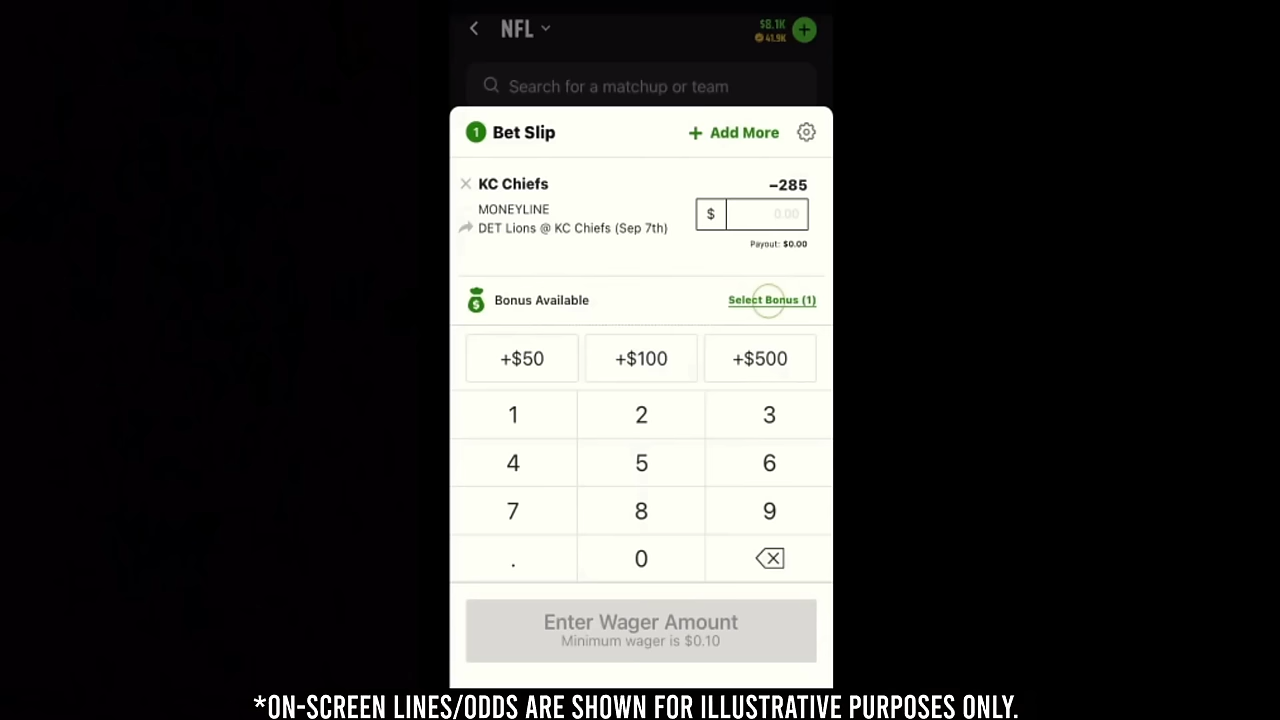 NFL
$8.1K
41.9K
Search for a matchup or team
1 Bet Slip + Add More
KC Chiefs -285
MONEYLINE
$ 0.00
DET Lions @ KC Chiefs (Sep 7th)
Payout: $0.00
Bonus Available Select Bonus (1)
+$50 +$100 +$500
1 2 3
4 5 6
7 8 9
. 0
Enter Wager Amount
Minimum wager is $0.10
*ON-SCREEN LINES/ODDS ARE SHOWN FOR ILLUSTRATIVE PURPOSES ONLY.